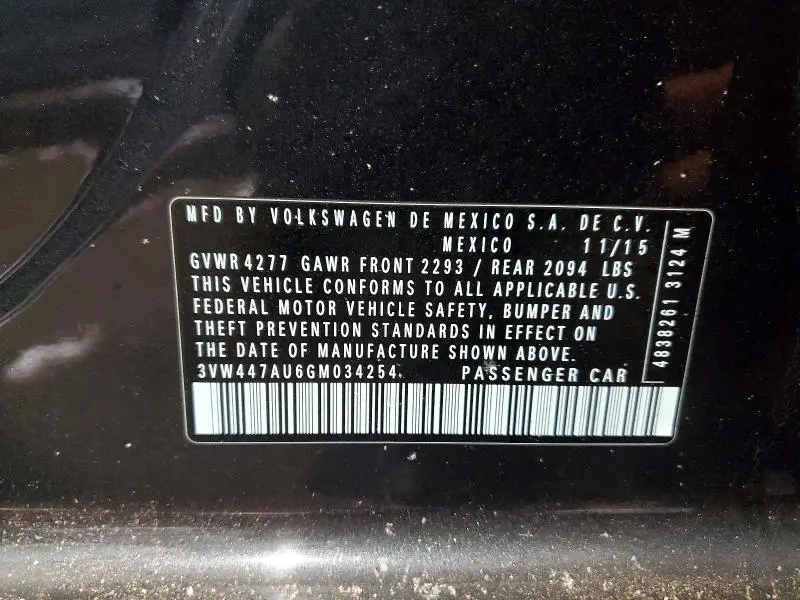 MFD BY VOLKSWAGEN DE MEXICO S.A. DE C.V.
MEXICO 11/15
GVWR 4277 GAWR FRONT 2293 / REAR 2094 LBS
THIS VEHICLE CONFORMS TO ALL APPLICABLE U.S.
FEDERAL MOTOR VEHICLE SAFETY, BUMPER AND
THEFT PREVENTION STANDARDS IN EFFECT ON
THE DATE OF MANUFACTURE SHOWN ABOVE.
3VW447AU6GM034254 PASSENGER CAR
4838261 3124 M